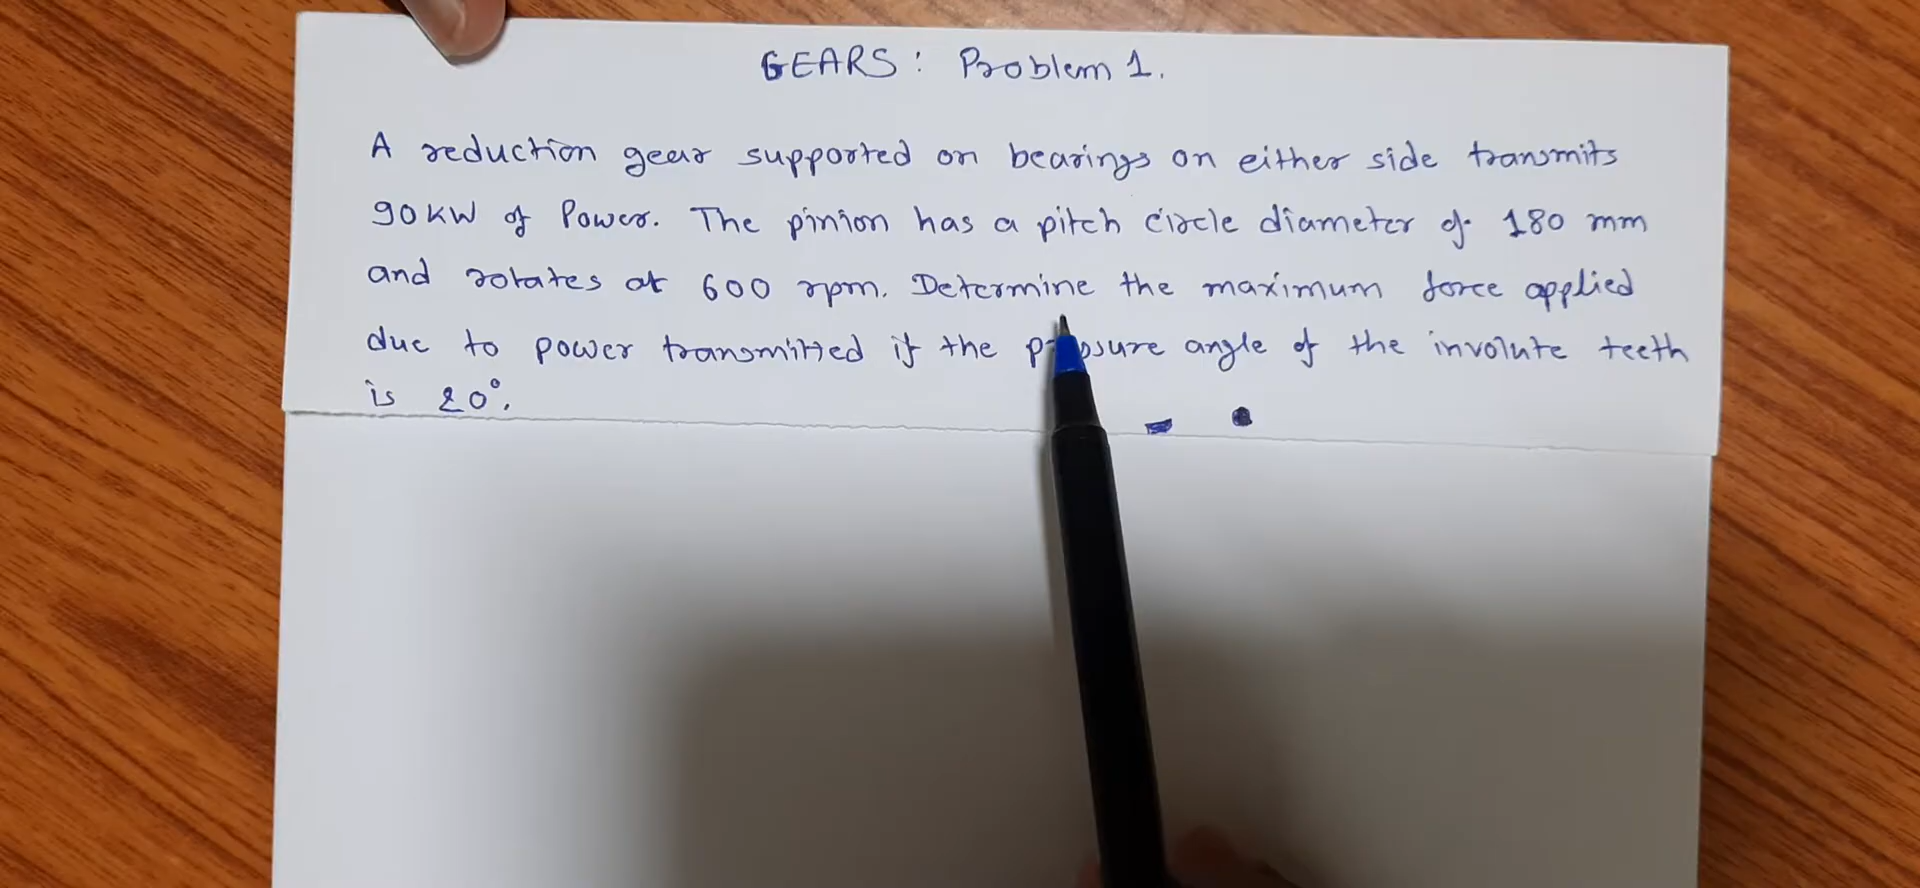 GEARS: Problem 1.
A reduction gear supported on bearings on either side transmits
90KW of Power. The pinion has a pitch circle diameter of 180 mm
and rotates at 600 rpm. Determine the maximum force applied
due to power transmitted if the pressure angle of the involute teeth
is 20°.